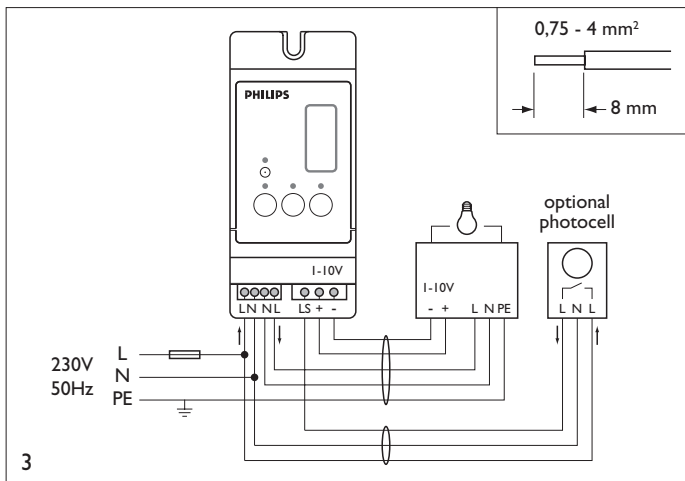 0,75 - 4 mm²
8 mm
PHILIPS
optional
photocell
1-10V
1-10V
L N N L LS + -
- + L N PE
L N L
230V
50Hz
L
N
PE
3